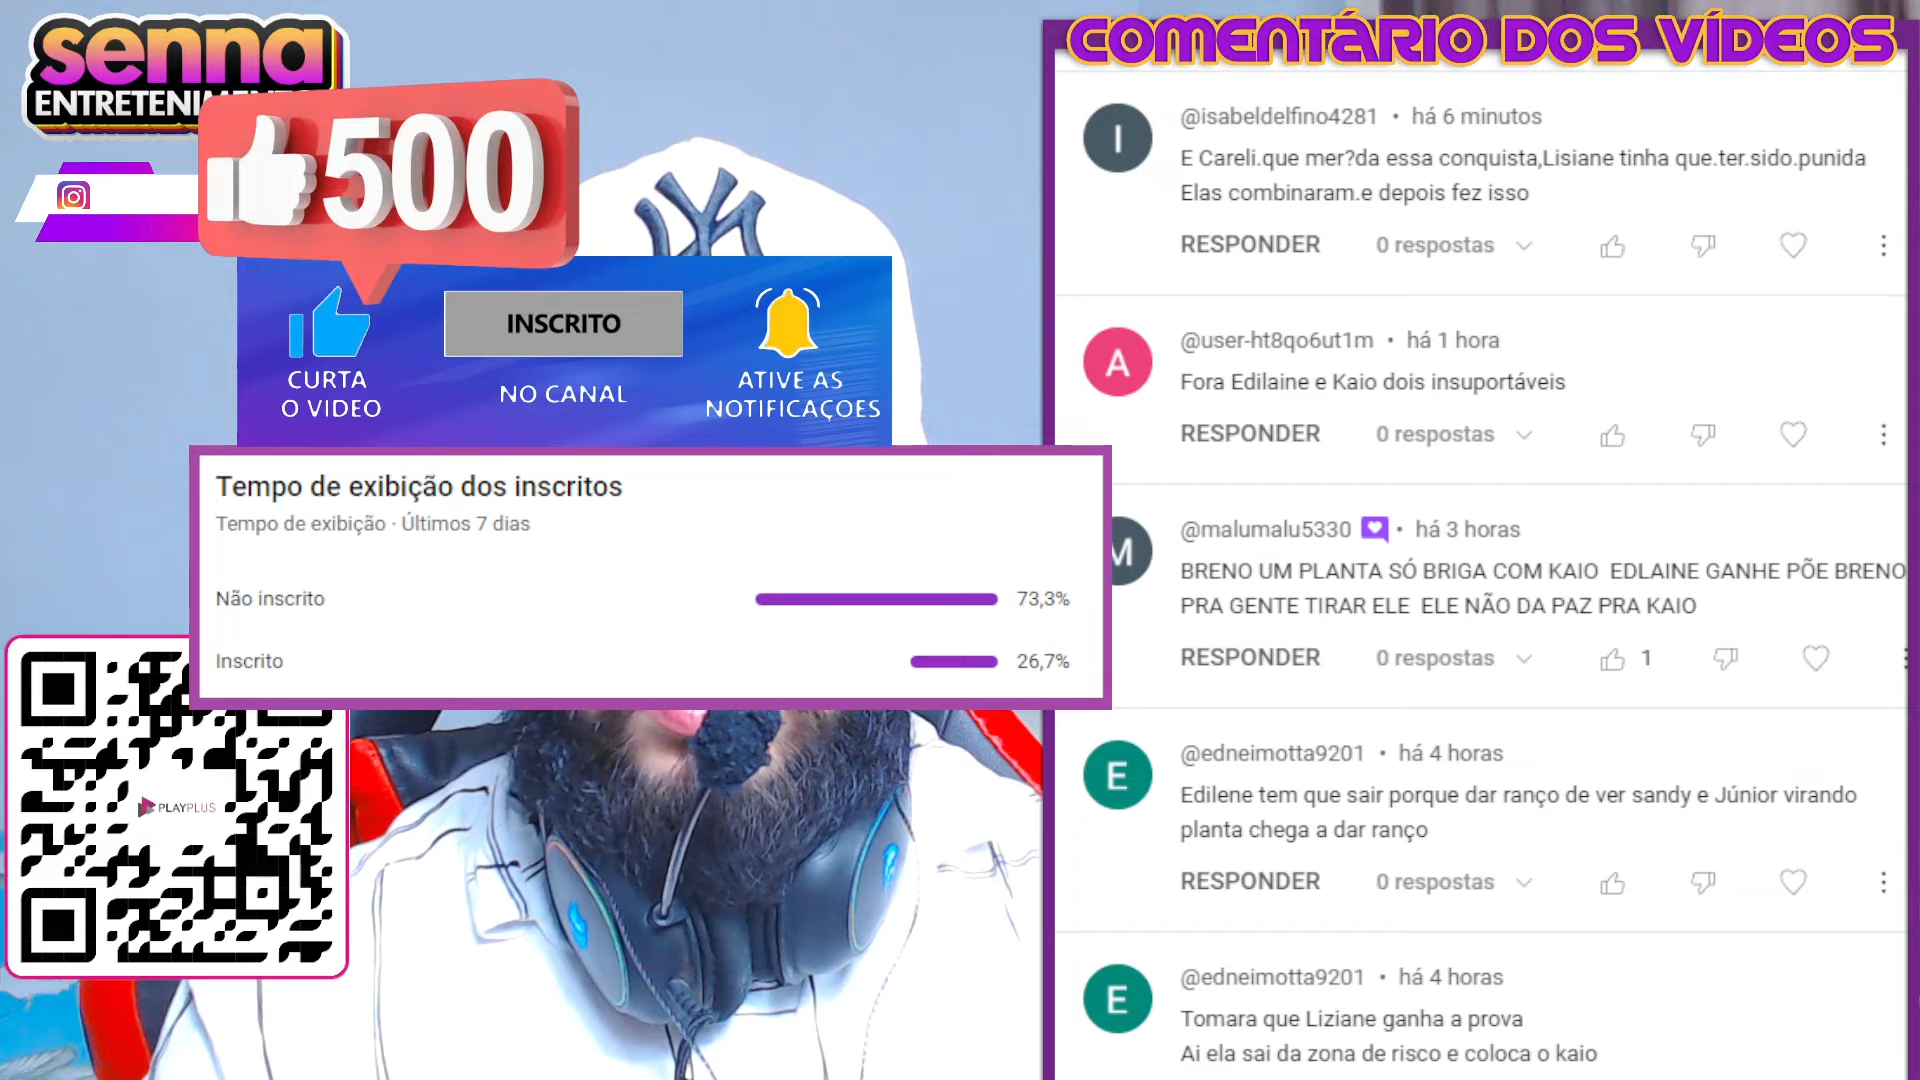 senna
ENTRETENIM
500
CURTA
O VIDEO
INSCRITO
NO CANAL
ATIVE AS
NOTIFICAÇOES
Tempo de exibição dos inscritos
Tempo de exibição · Últimos 7 dias
Não inscrito 73,3%
Inscrito 26,7%
PLAYPLUS
COMENTÁRIO DOS VÍDEOS
I
@isabeldelfino4281 • há 6 minutos
E Careli.que mer?da essa conquista,Lisiane tinha que.ter.sido.punida
Elas combinaram.e depois fez isso
RESPONDER 0 respostas
A
@user-ht8qo6ut1m • há 1 hora
Fora Edilaine e Kaio dois insuportáveis
RESPONDER 0 respostas
M
@malumalu5330 • há 3 horas
BRENO UM PLANTA SÓ BRIGA COM KAIO  EDLAINE GANHE PÕE BRENO
PRA GENTE TIRAR ELE  ELE NÃO DA PAZ PRA KAIO
RESPONDER 0 respostas 1
E
@edneimotta9201 • há 4 horas
Edilene tem que sair porque dar ranço de ver sandy e Júnior virando
planta chega a dar ranço
RESPONDER 0 respostas
E
@edneimotta9201 • há 4 horas
Tomara que Liziane ganha a prova
Ai ela sai da zona de risco e coloca o kaio